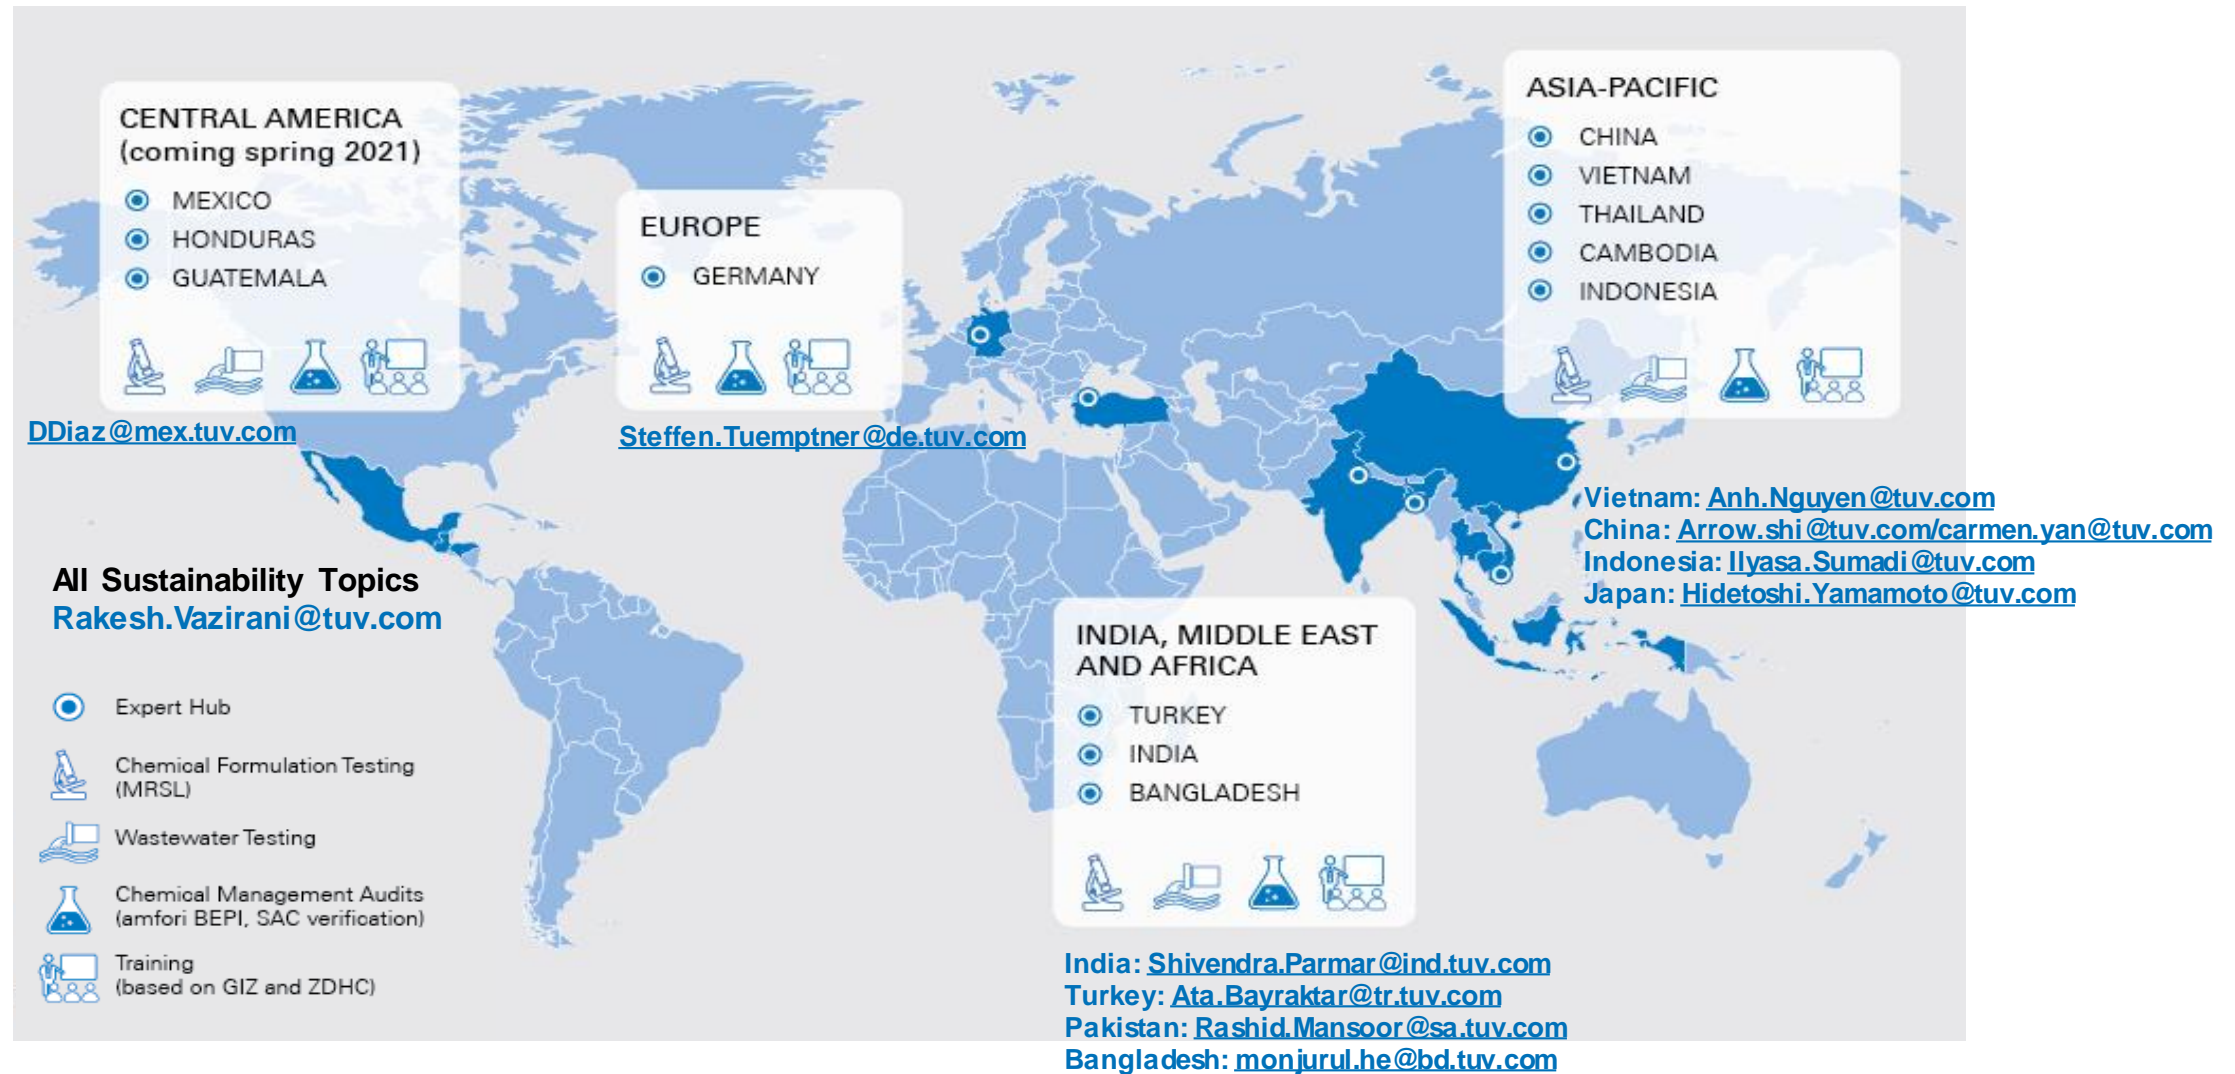 CENTRAL AMERICA
(coming spring 2021)
MEXICO
HONDURAS
GUATEMALA
DDiaz@mex.tuv.com
EUROPE
GERMANY
Steffen.Tuemptner@de.tuv.com
ASIA-PACIFIC
CHINA
VIETNAM
THAILAND
CAMBODIA
INDONESIA
Vietnam: Anh.Nguyen@tuv.com
China: Arrow.shi@tuv.com/carmen.yan@tuv.com
Indonesia: Ilyasa.Sumadi@tuv.com
Japan: Hidetoshi.Yamamoto@tuv.com
All Sustainability Topics
Rakesh.Vazirani@tuv.com
Expert Hub
Chemical Formulation Testing
(MRSL)
Wastewater Testing
Chemical Management Audits
(amfori BEPI, SAC verification)
Training
(based on GIZ and ZDHC)
INDIA, MIDDLE EAST
AND AFRICA
TURKEY
INDIA
BANGLADESH
India: Shivendra.Parmar@ind.tuv.com
Turkey: Ata.Bayraktar@tr.tuv.com
Pakistan: Rashid.Mansoor@sa.tuv.com
Bangladesh: monjurul.he@bd.tuv.com